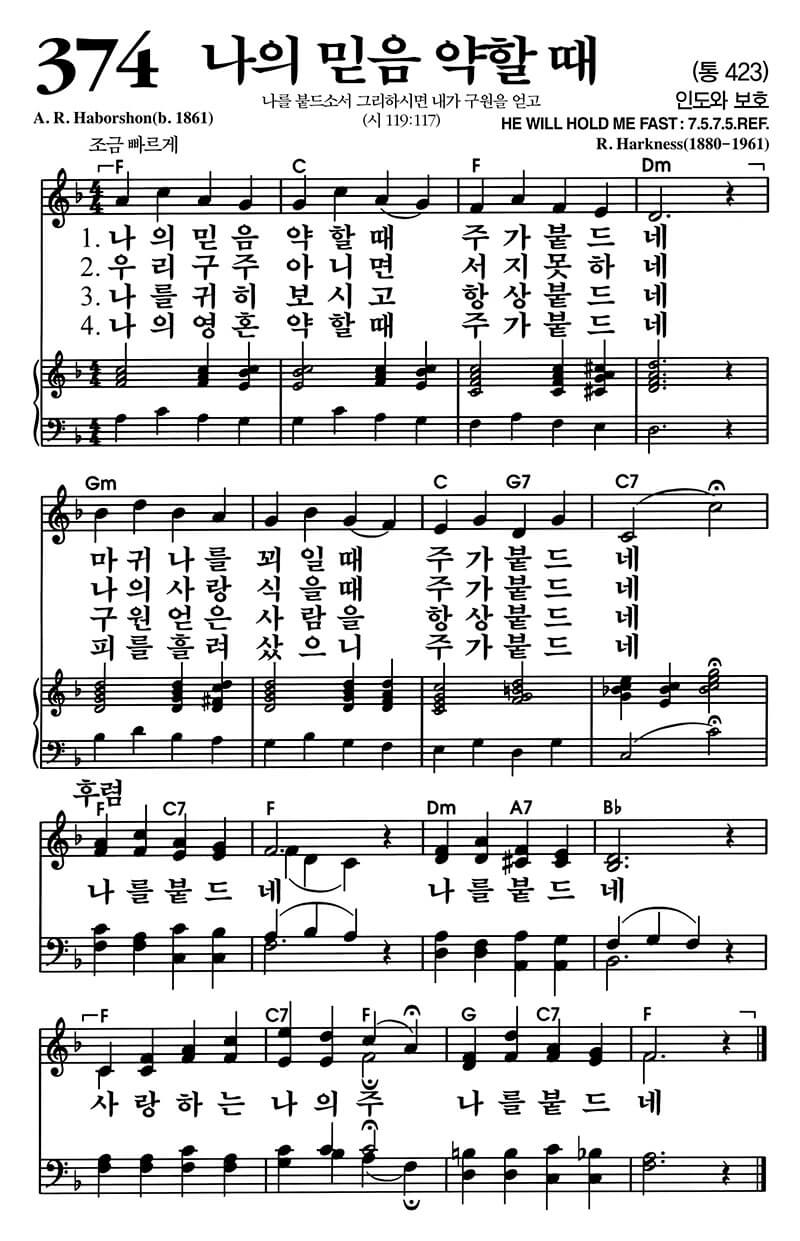 374 나의 믿음 약할 때
(통 423)
나를 붙드소서 그리하시면 내가 구원을 얻고
인도와 보호
A. R. Haborshon(b. 1861)
(시 119:117)
HE WILL HOLD ME FAST : 7.5.7.5.REF.
조금 빠르게
R. Harkness(1880-1961)
F C F Dm
1. 나의 믿음 약할 때 주가 붙드네
2. 우리 구주 아니면 서지 못하네
3. 나를 귀히 보시고 항상 붙드네
4. 나의 영혼 약할 때 주가 붙드네
Gm C G7 C7
마귀 나를 꾀일 때 주가 붙드네
나의 사랑 식을 때 주가 붙드네
구원 얻은 사람을 항상 붙드네
피를 흘려 샀으니 주가 붙드네
후렴
F C7 F Dm A7 B♭
나를 붙드네 나를 붙드네
F C7 F G C7 F
사랑하는 나의 주 나를 붙드네